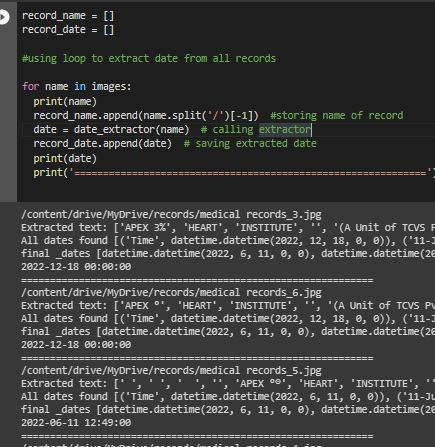 record_name = []
record_date = []
#using loop to extract date from all records
for name in images:
print(name)
record_name.append(name.split('/')[-1])  #storing name of record
date = date_extractor(name)  # calling extractor
record_date.append(date)  # saving extracted date
print(date)
print('======================================================')
/content/drive/MyDrive/records/medical records_3.jpg
Extracted text: ['APEX 3%', 'HEART', 'INSTITUTE', '', '(A Unit of TCVS P
All dates found [('Time', datetime.datetime(2022, 12, 18, 0, 0)), ('11-J
final _dates [datetime.datetime(2022, 6, 11, 0, 0), datetime.datetime(20
2022-12-18 00:00:00
======================================================
/content/drive/MyDrive/records/medical records_6.jpg
Extracted text: ['APEX °', 'HEART', 'INSTITUTE', '', '(A Unit of TCVS Pv
All dates found [('Time', datetime.datetime(2022, 12, 18, 0, 0)), ('11-J
final _dates [datetime.datetime(2022, 6, 11, 0, 0), datetime.datetime(20
2022-12-18 00:00:00
======================================================
/content/drive/MyDrive/records/medical records_5.jpg
Extracted text: [' ', ' ', '  ', '', 'APEX °®', 'HEART', 'INSTITUTE', ''
All dates found [('Time', datetime.datetime(2022, 6, 11, 0, 0)), ('11-Ju
final _dates [datetime.datetime(2022, 6, 11, 0, 0), datetime.datetime(20
2022-06-11 12:49:00
======================================================